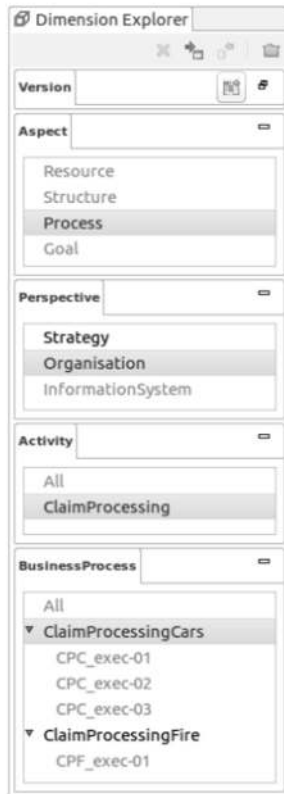 Dimension Explorer
Version
Aspect
Resource
Structure
Process
Goal
Perspective
Strategy
Organisation
InformationSystem
Activity
All
ClaimProcessing
BusinessProcess
All
ClaimProcessingCars
CPC_exec-01
CPC_exec-02
CPC_exec-03
ClaimProcessingFire
CPF_exec-01